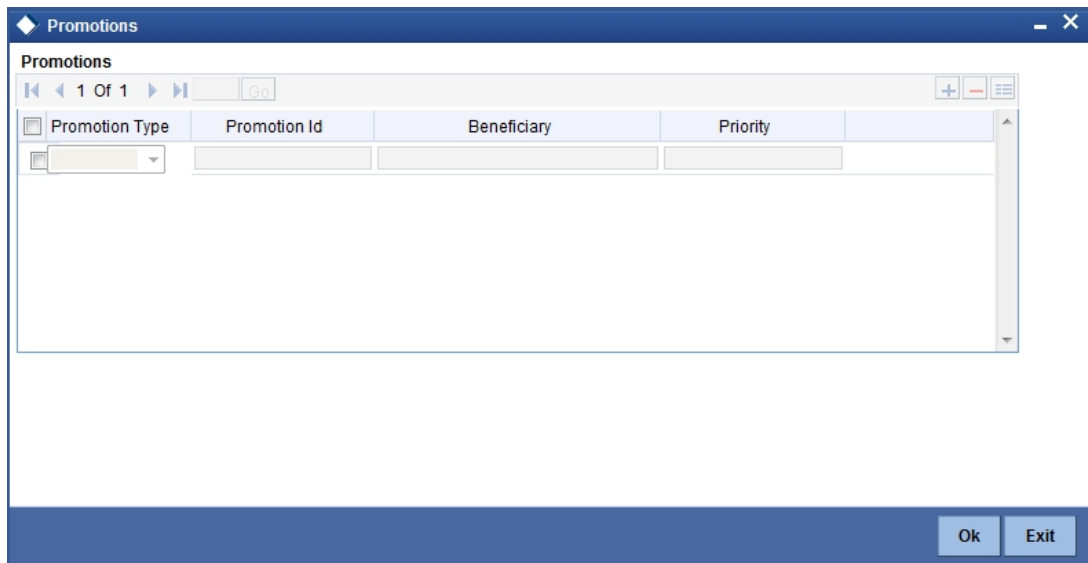 Promotions
Promotions
1 Of 1 Go
Promotion Type Promotion Id Beneficiary Priority
Ok Exit